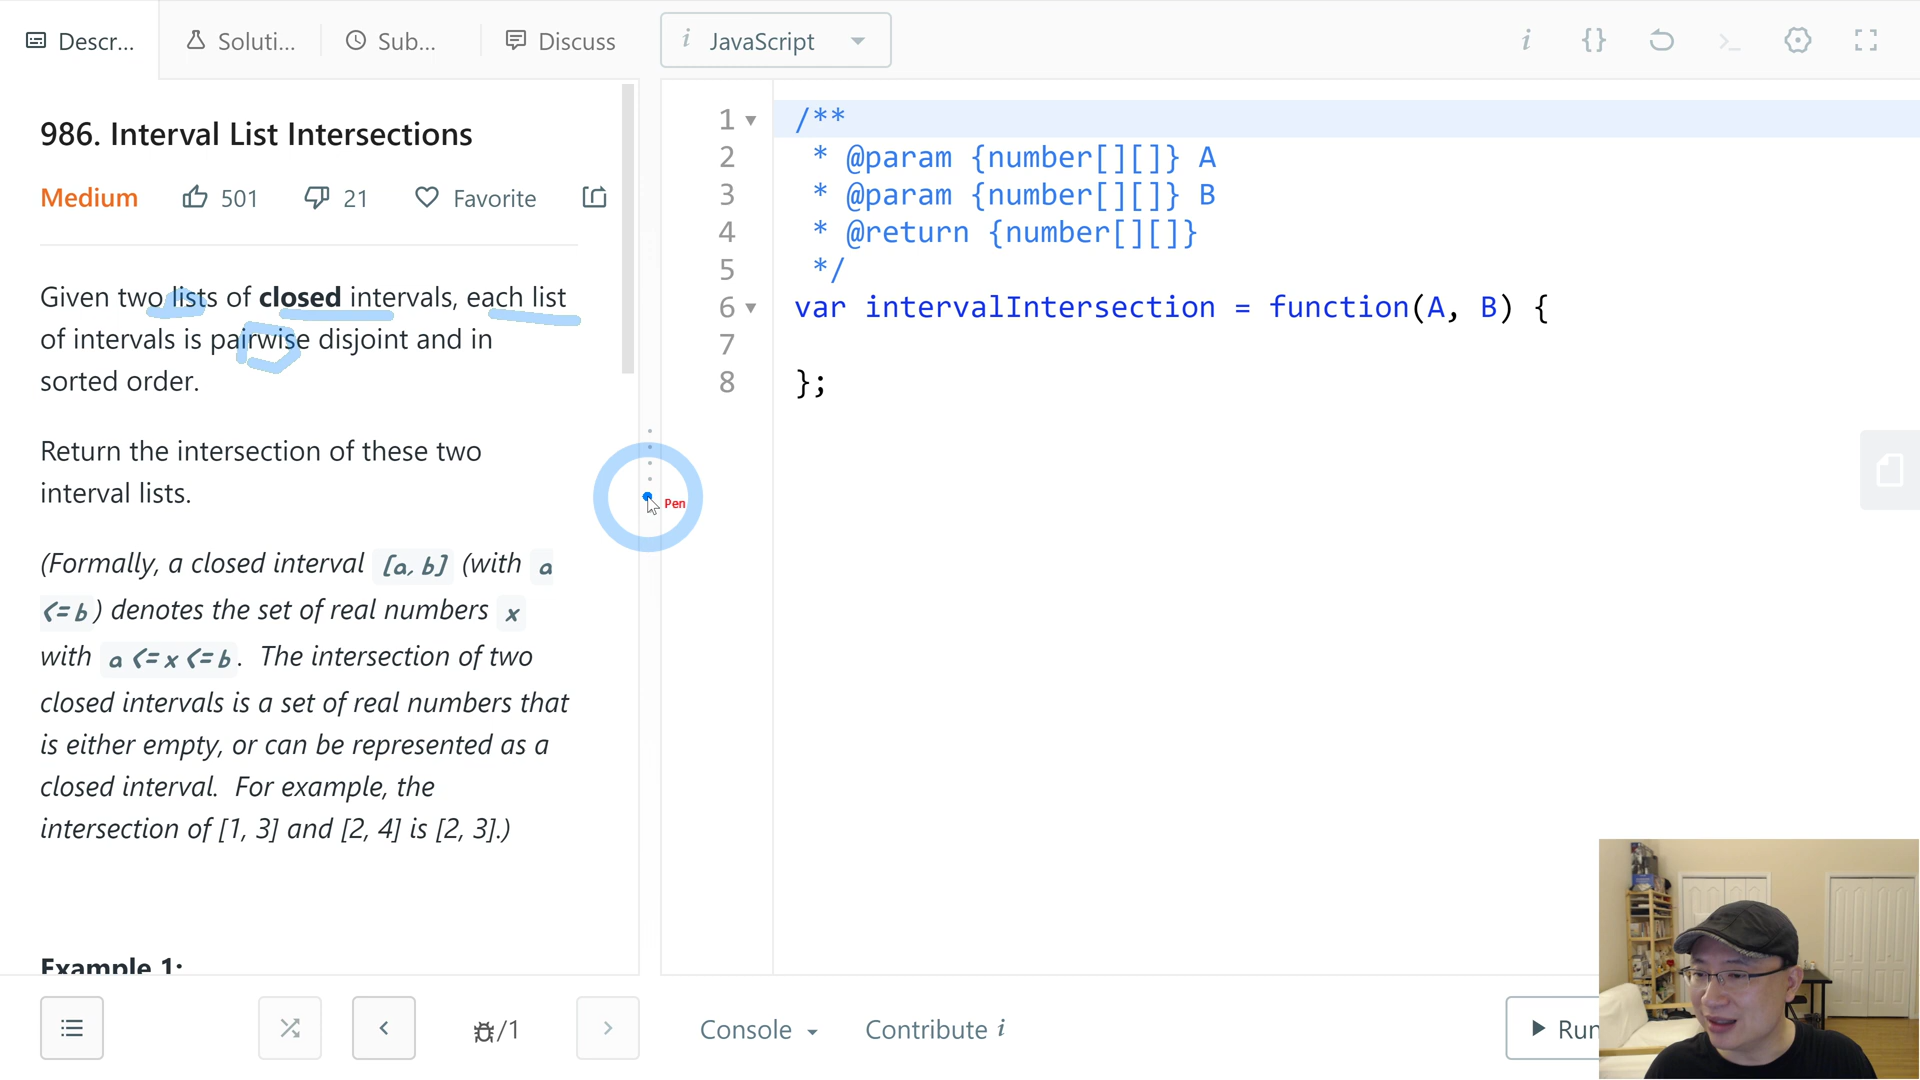 Descr...
Soluti...
Sub...
Discuss
i JavaScript
i {}
986. Interval List Intersections
Medium 501 21 Favorite
Given two lists of closed intervals, each list
of intervals is pairwise disjoint and in
sorted order.
Return the intersection of these two
interval lists.
(Formally, a closed interval [a, b] (with a
<= b) denotes the set of real numbers x
with a <= x <= b. The intersection of two
closed intervals is a set of real numbers that
is either empty, or can be represented as a
closed interval. For example, the
intersection of [1, 3] and [2, 4] is [2, 3].)
Example 1:
Pen
1 /**
2 * @param {number[][]} A
3 * @param {number[][]} B
4 * @return {number[][]}
5 */
6 var intervalIntersection = function(A, B) {
7
8 };
/1
Console
Contribute i
Run